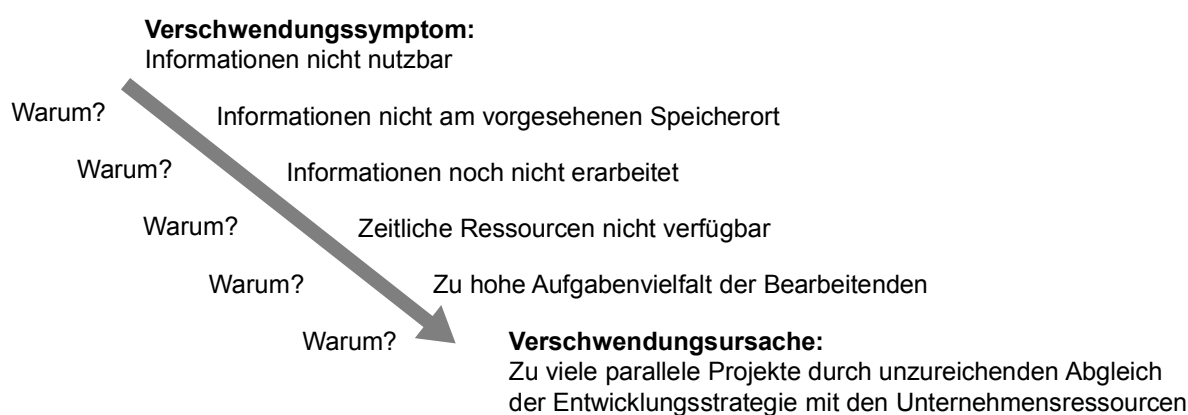 Verschwendungssymptom:
Informationen nicht nutzbar
Warum? Informationen nicht am vorgesehenen Speicherort
Warum? Informationen noch nicht erarbeitet
Warum? Zeitliche Ressourcen nicht verfügbar
Warum? Zu hohe Aufgabenvielfalt der Bearbeitenden
Warum? Verschwendungsursache:
Zu viele parallele Projekte durch unzureichenden Abgleich
der Entwicklungsstrategie mit den Unternehmensressourcen